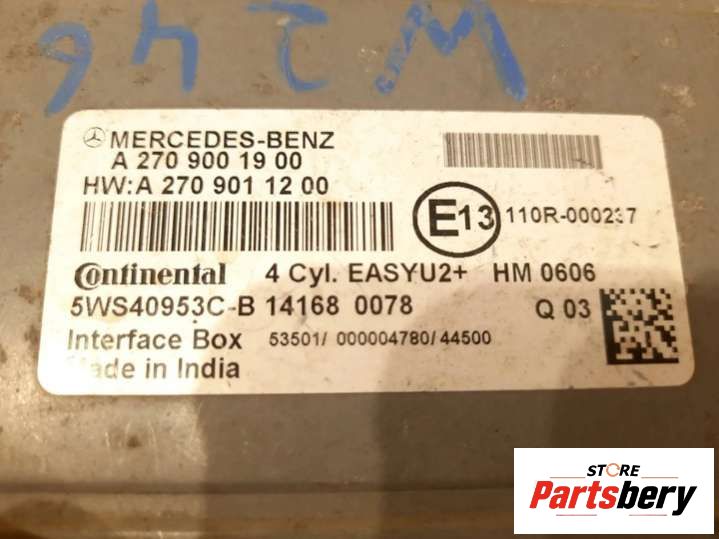 W246
MERCEDES-BENZ
A 270 900 19 00
HW: A 270 901 12 00
E13 110R-000237
Continental 4 Cyl. EASYU2+ HM 0606
5WS40953C-B 14168 0078 Q 03
Interface Box 53501/ 000004780/ 44500
Made in India
STORE
Partsbery